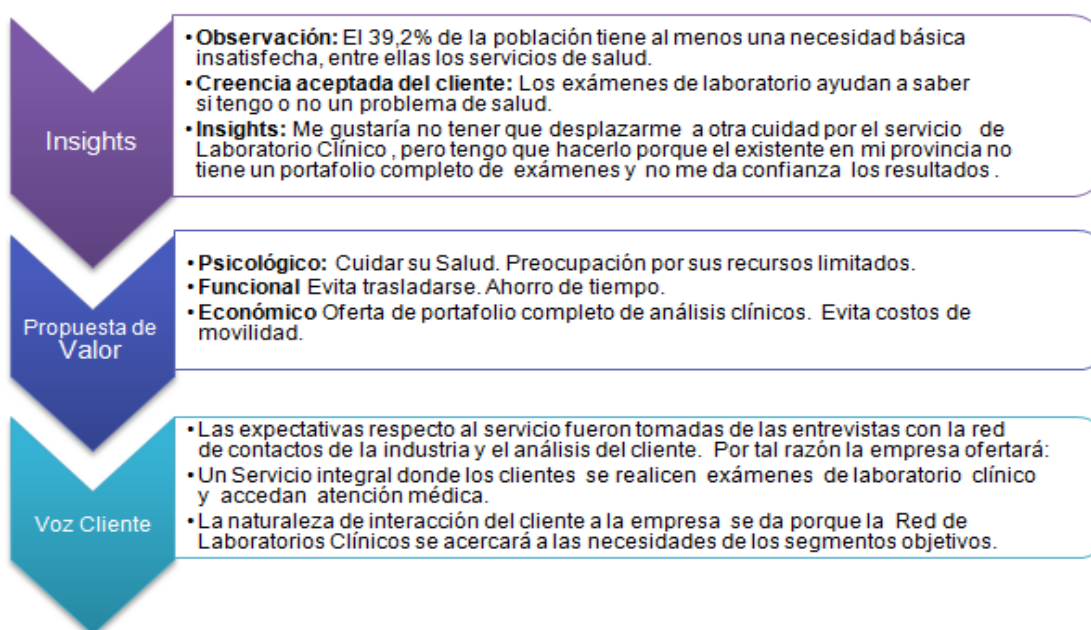 Insights
• Observación: El 39,2% de la población tiene al menos una necesidad básica
insatisfecha, entre ellas los servicios de salud.
• Creencia aceptada del cliente: Los exámenes de laboratorio ayudan a saber
si tengo o no un problema de salud.
• Insights: Me gustaría no tener que desplazarme a otra cuidad por el servicio de
Laboratorio Clínico , pero tengo que hacerlo porque el existente en mi provincia no
tiene un portafolio completo de exámenes y no me da confianza los resultados .
Propuesta de
Valor
• Psicológico: Cuidar su Salud. Preocupación por sus recursos limitados.
• Funcional Evita trasladarse. Ahorro de tiempo.
• Económico Oferta de portafolio completo de análisis clínicos. Evita costos de
movilidad.
Voz Cliente
• Las expectativas respecto al servicio fueron tomadas de las entrevistas con la red
de contactos de la industria y el análisis del cliente. Por tal razón la empresa ofertará:
• Un Servicio integral donde los clientes se realicen exámenes de laboratorio clínico
y accedan atención médica.
• La naturaleza de interacción del cliente a la empresa se da porque la Red de
Laboratorios Clínicos se acercará a las necesidades de los segmentos objetivos.